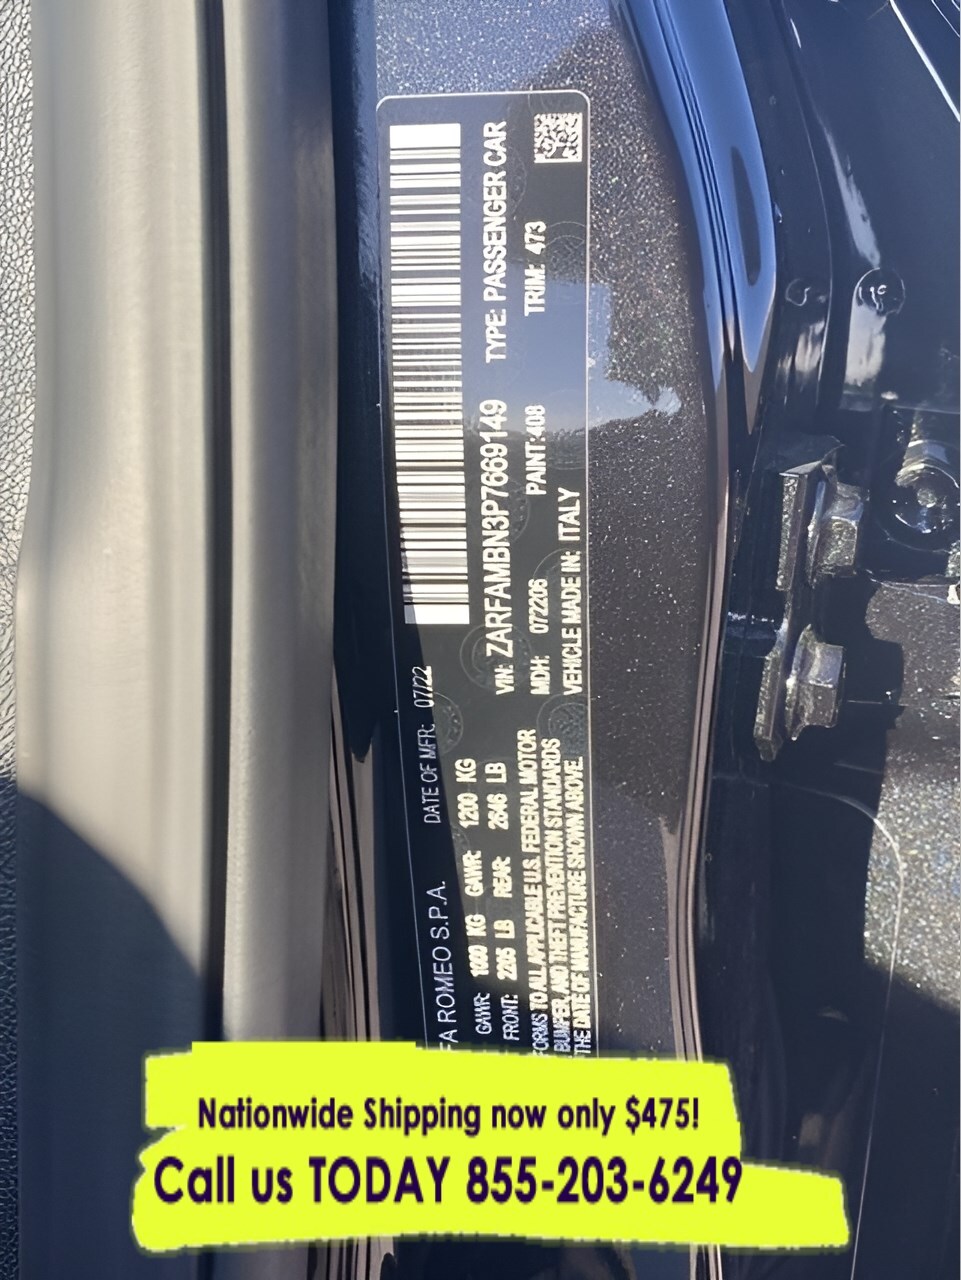 FA ROMEO S.P.A. DATE OF MFR: 07/22
GAWR: 1000 KG GAWR: 1200 KG
FRONT: 2205 LB REAR: 2646 LB
FORMS TO ALL APPLICABLE U.S. FEDERAL MOTOR
BUMPER, AND THEFT PREVENTION STANDARDS
THE DATE OF MANUFACTURE SHOWN ABOVE.
VIN: ZARFAMBN3P7669149 TYPE: PASSENGER CAR
MDH: 072206 PAINT: 408 TRIM: 473
VEHICLE MADE IN: ITALY
Nationwide Shipping now only $475!
Call us TODAY 855-203-6249